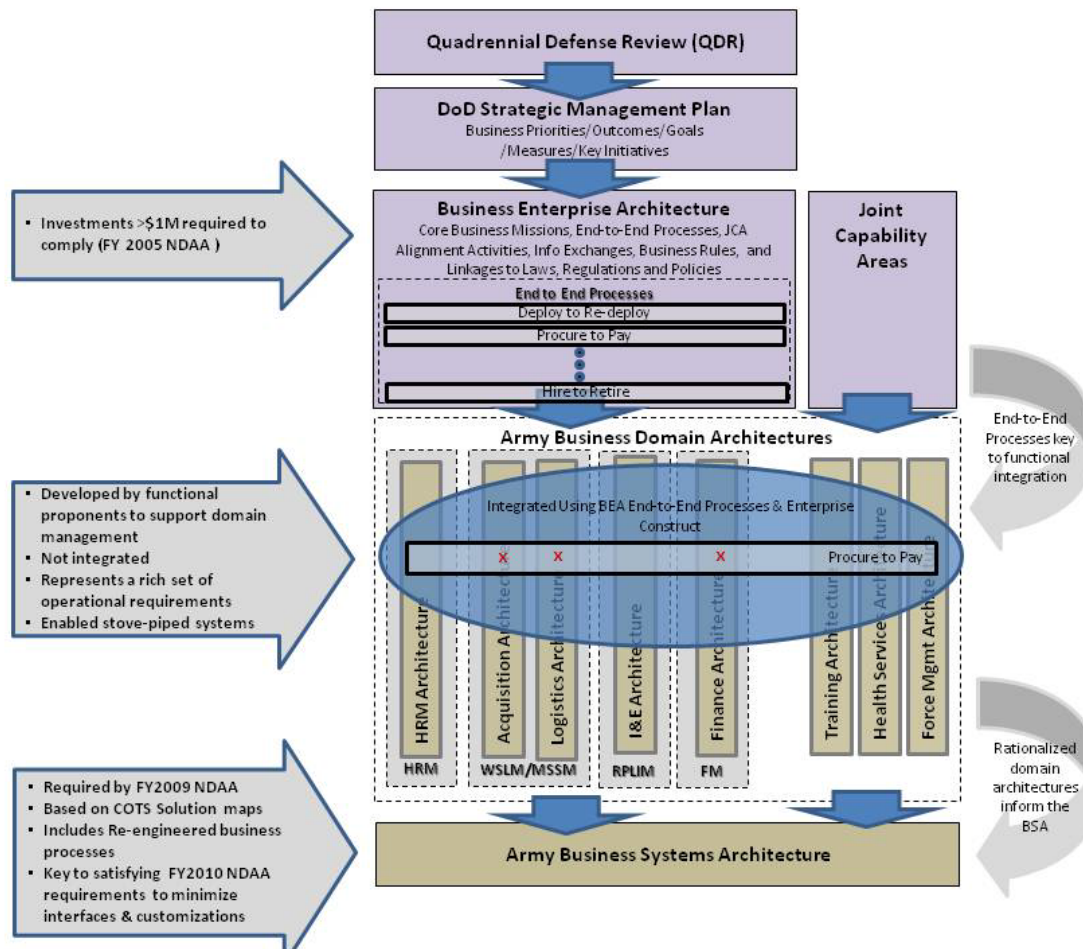 Quadrennial Defense Review (QDR)
DoD Strategic Management Plan
Business Priorities/Outcomes/Goals
/Measures/Key Initiatives
• Investments >$1M required to
comply (FY 2005 NDAA )
Business Enterprise Architecture
Core Business Missions, End-to-End Processes, JCA
Alignment Activities, Info Exchanges, Business Rules, and
Linkages to Laws, Regulations and Policies
End to End Processes
Deploy to Re-deploy
Procure to Pay
Hire to Retire
Joint
Capability
Areas
End-to-End
Processes key
to functional
integration
Army Business Domain Architectures
▪ Developed by functional
proponents to support domain
management
▪ Not integrated
▪ Represents a rich set of
operational requirements
▪ Enabled stove-piped systems
Integrated Using BEA End-to-End Processes & Enterprise
Construct
X
X
X
Procure to Pay
HRM Architecture
Acquisition Architecture
Logistics Architecture
I&E Architecture
Finance Architecture
Training Architecture
Health Services Architecture
Force Mgmt Architecture
HRM
WSLM/MSSM
RPLIM
FM
Rationalized
domain
architectures
inform the
BSA
▪ Required by FY2009 NDAA
▪ Based on COTS Solution maps
▪ Includes Re-engineered business
processes
▪ Key to satisfying FY2010 NDAA
requirements to minimize
interfaces & customizations
Army Business Systems Architecture